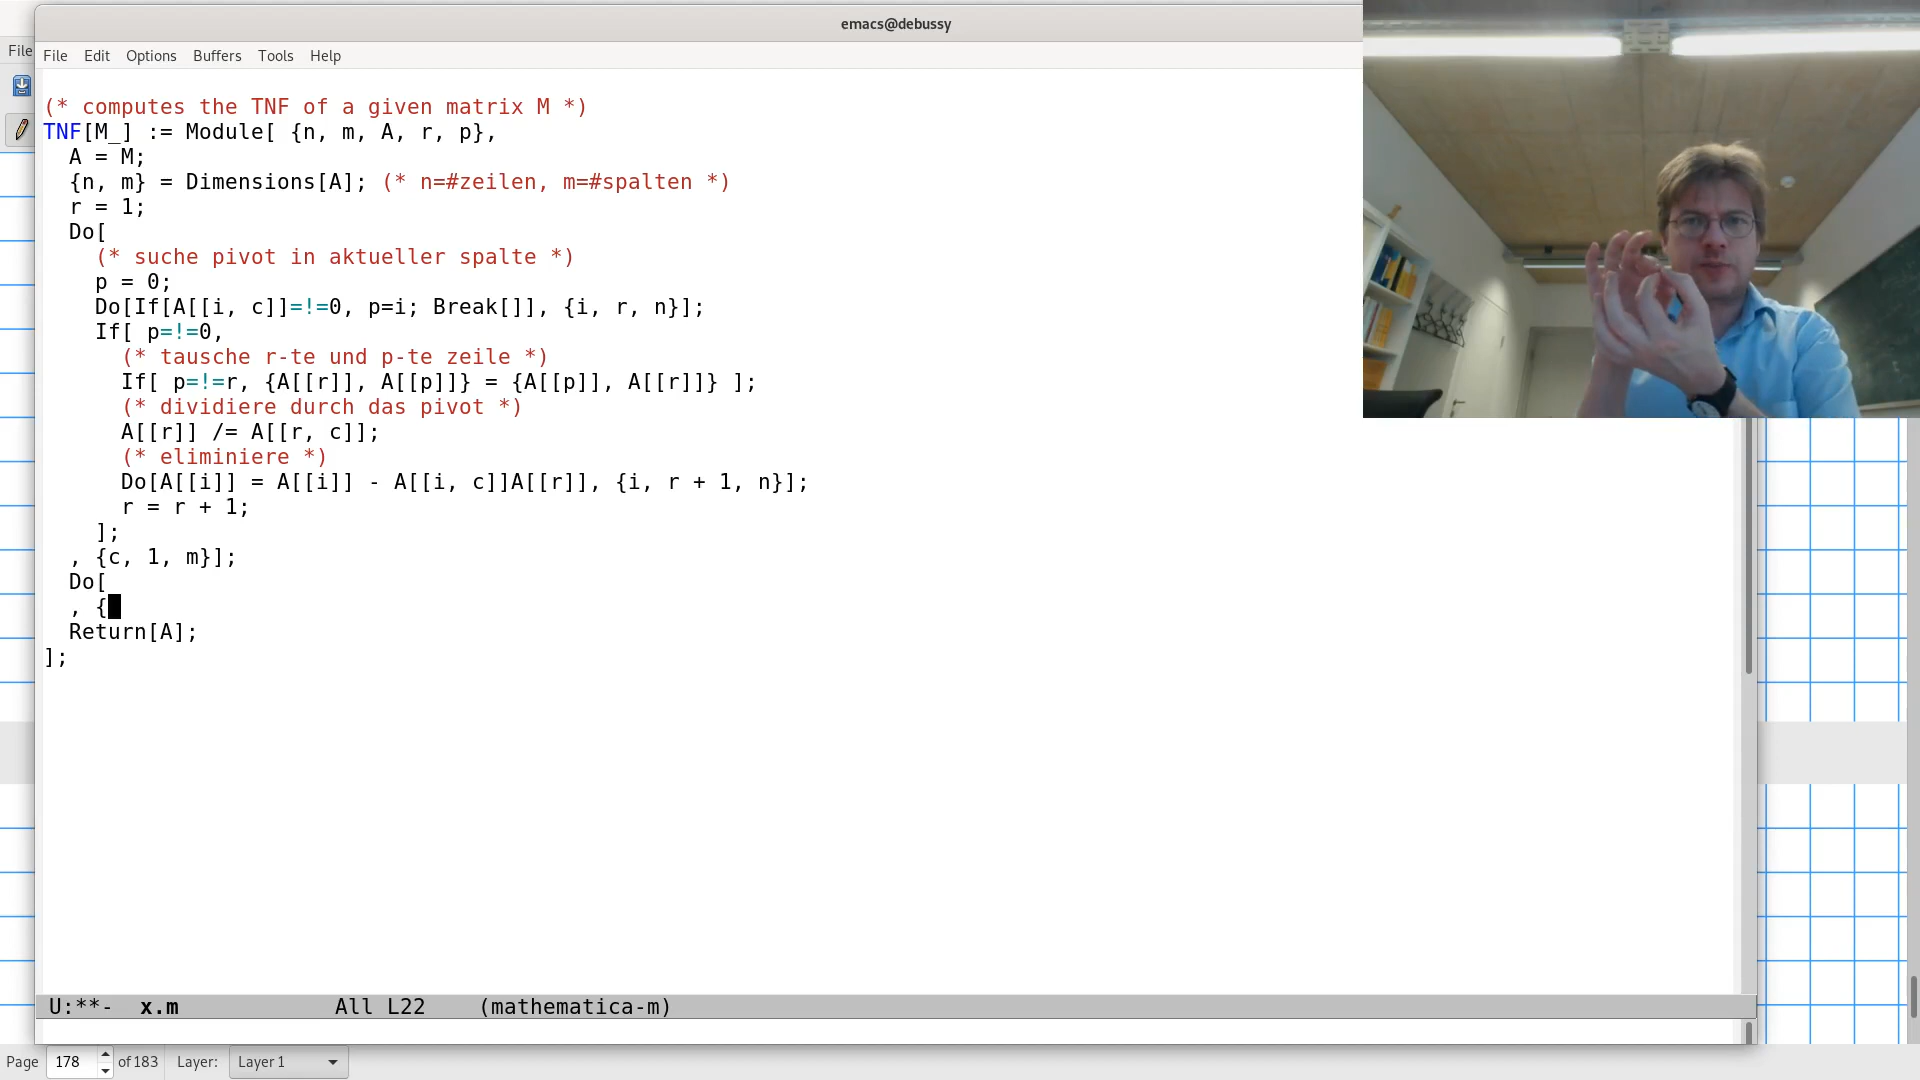 emacs@debussy
File
File Edit Options Buffers Tools Help
(* computes the TNF of a given matrix M *)
TNF[M_] := Module[ {n, m, A, r, p},
A = M;
{n, m} = Dimensions[A]; (* n=#zeilen, m=#spalten *)
r = 1;
Do[
(* suche pivot in aktueller spalte *)
p = 0;
Do[If[A[[i, c]]=!=0, p=i; Break[]], {i, r, n}];
If[ p=!=0,
(* tausche r-te und p-te zeile *)
If[ p=!=r, {A[[r]], A[[p]]} = {A[[p]], A[[r]]} ];
(* dividiere durch das pivot *)
A[[r]] /= A[[r, c]];
(* eliminiere *)
Do[A[[i]] = A[[i]] - A[[i, c]]A[[r]], {i, r + 1, n}];
r = r + 1;
];
, {c, 1, m}];
Do[
, {
Return[A];
];
U:**- x.m All L22 (mathematica-m)
Page 178 of 183 Layer: Layer 1